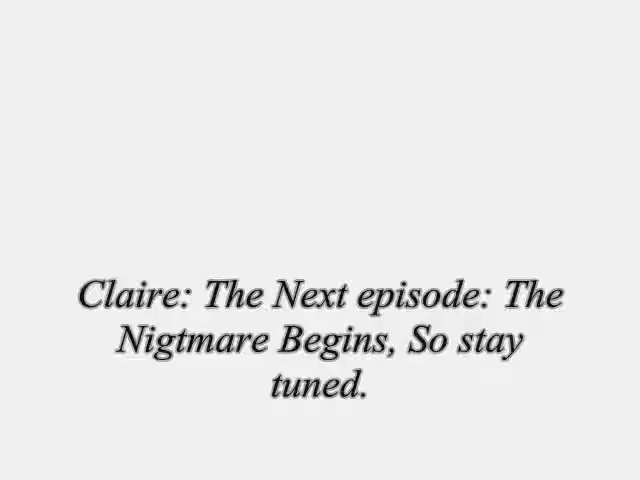 Claire: The Next episode: The
Nigtmare Begins, So stay
tuned.